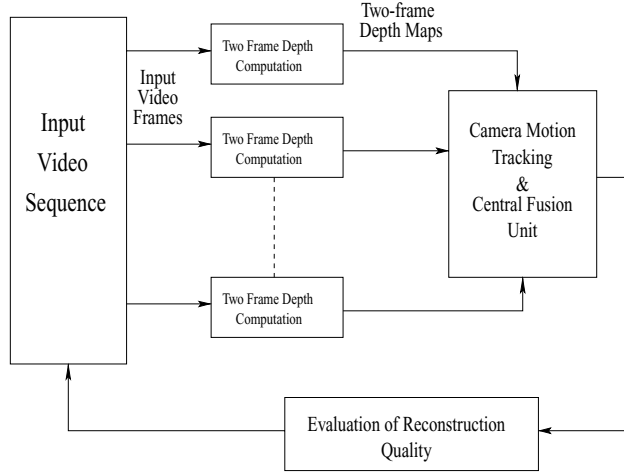 Two-frame
Depth Maps
Two Frame Depth
Computation
Input
Video
Frames
Input
Video
Sequence
Two Frame Depth
Computation
Camera Motion
Tracking
&
Central Fusion
Unit
Two Frame Depth
Computation
Evaluation of Reconstruction
Quality